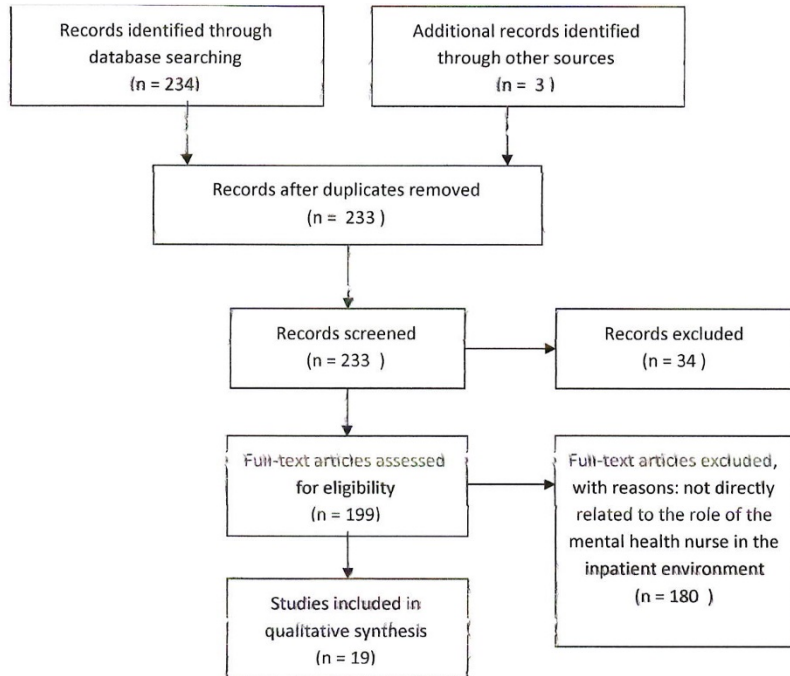 Records identified through
database searching
(n = 234)
Additional records identified
through other sources
(n = 3 )
Records after duplicates removed
(n = 233 )
Records screened
(n = 233 )
Records excluded
(n = 34 )
Full-text articles assessed
for eligibility
(n = 199)
Full-text articles excluded,
with reasons: not directly
related to the role of the
mental health nurse in the
inpatient environment
(n = 180 )
Studies included in
qualitative synthesis
(n = 19)